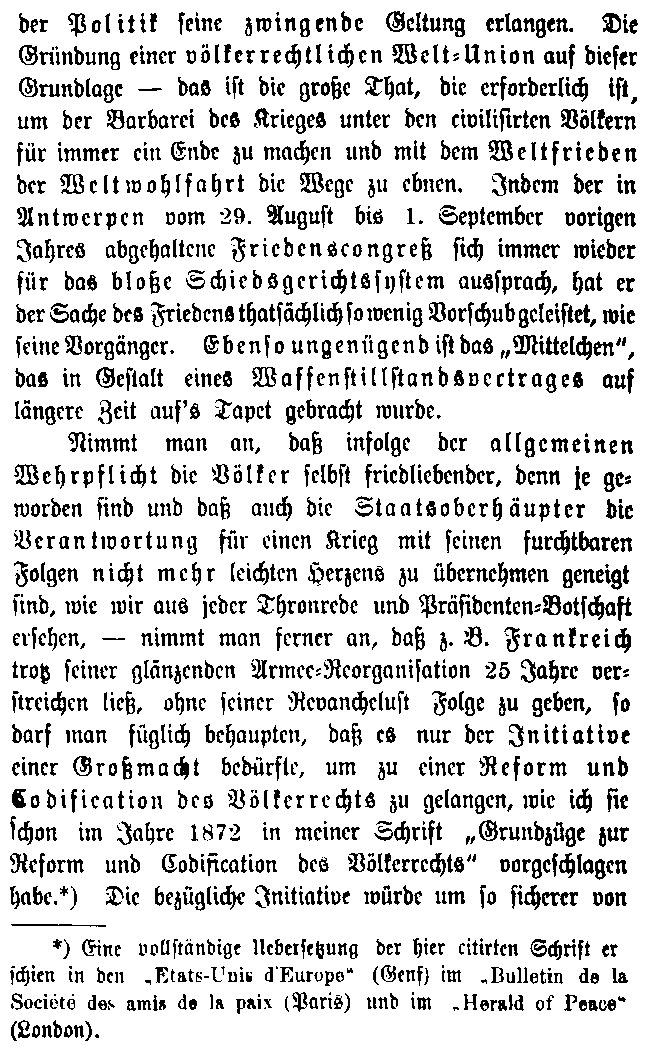 der Politik seine zwingende Geltung erlangen. Die
Gründung einer völkerrechtlichen Welt-Union auf dieser
Grundlage — das ist die große That, die erforderlich ist,
um der Barbarei des Krieges unter den civilisirten Völkern
für immer ein Ende zu machen und mit dem Weltfrieden
der Weltwohlfahrt die Wege zu ebnen. Indem der in
Antwerpen vom 29. August bis 1. September vorigen
Jahres abgehaltene Friedenscongreß sich immer wieder
für das bloße Schiedsgerichtssystem aussprach, hat er
der Sache des Friedens thatsächlich so wenig Vorschub geleistet, wie
seine Vorgänger. Ebenso ungenügend ist das „Mittelchen“,
das in Gestalt eines Waffenstillstandsvertrages auf
längere Zeit auf's Tapet gebracht wurde.
Nimmt man an, daß infolge der allgemeinen
Wehrpflicht die Völker selbst friedliebender, denn je ge-
worden sind und daß auch die Staatsoberhäupter die
Verantwortung für einen Krieg mit seinen furchtbaren
Folgen nicht mehr leichten Herzens zu übernehmen geneigt
sind, wie wir aus jeder Thronrede und Präsidenten-Botschaft
ersehen, — nimmt man ferner an, daß z. B. Frankreich
trotz seiner glänzenden Armee-Reorganisation 25 Jahre ver-
streichen ließ, ohne seiner Revanchelust Folge zu geben, so
darf man füglich behaupten, daß es nur der Initiative
einer Großmacht bedürfte, um zu einer Reform und
Codification des Völkerrechts zu gelangen, wie ich sie
schon im Jahre 1872 in meiner Schrift „Grundzüge zur
Reform und Codification des Völkerrechts“ vorgeschlagen
habe.*) Die bezügliche Initiative würde um so sicherer von
*) Eine vollständige Uebersetzung der hier citirten Schrift er
schien in den „Etats-Unis d'Europe“ (Genf) im „Bulletin de la
Société des amis de la paix (Paris) und im „Herald of Peace“
(London).